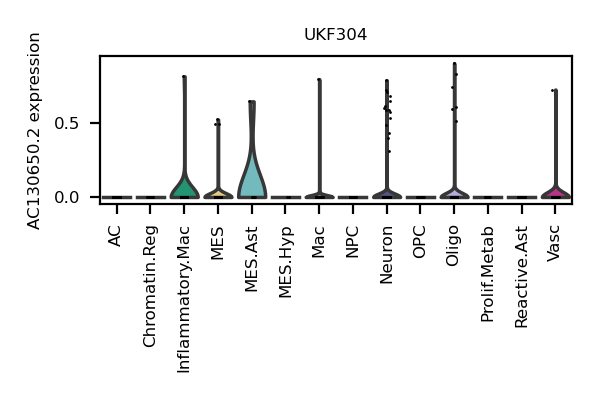 UKF304
AC130650.2 expression
0.5
0.0
AC
Chromatin.Reg
Inflammatory.Mac
MES
MES.Ast
MES.Hyp
Mac
NPC
Neuron
OPC
Oligo
Prolif.Metab
Reactive.Ast
Vasc